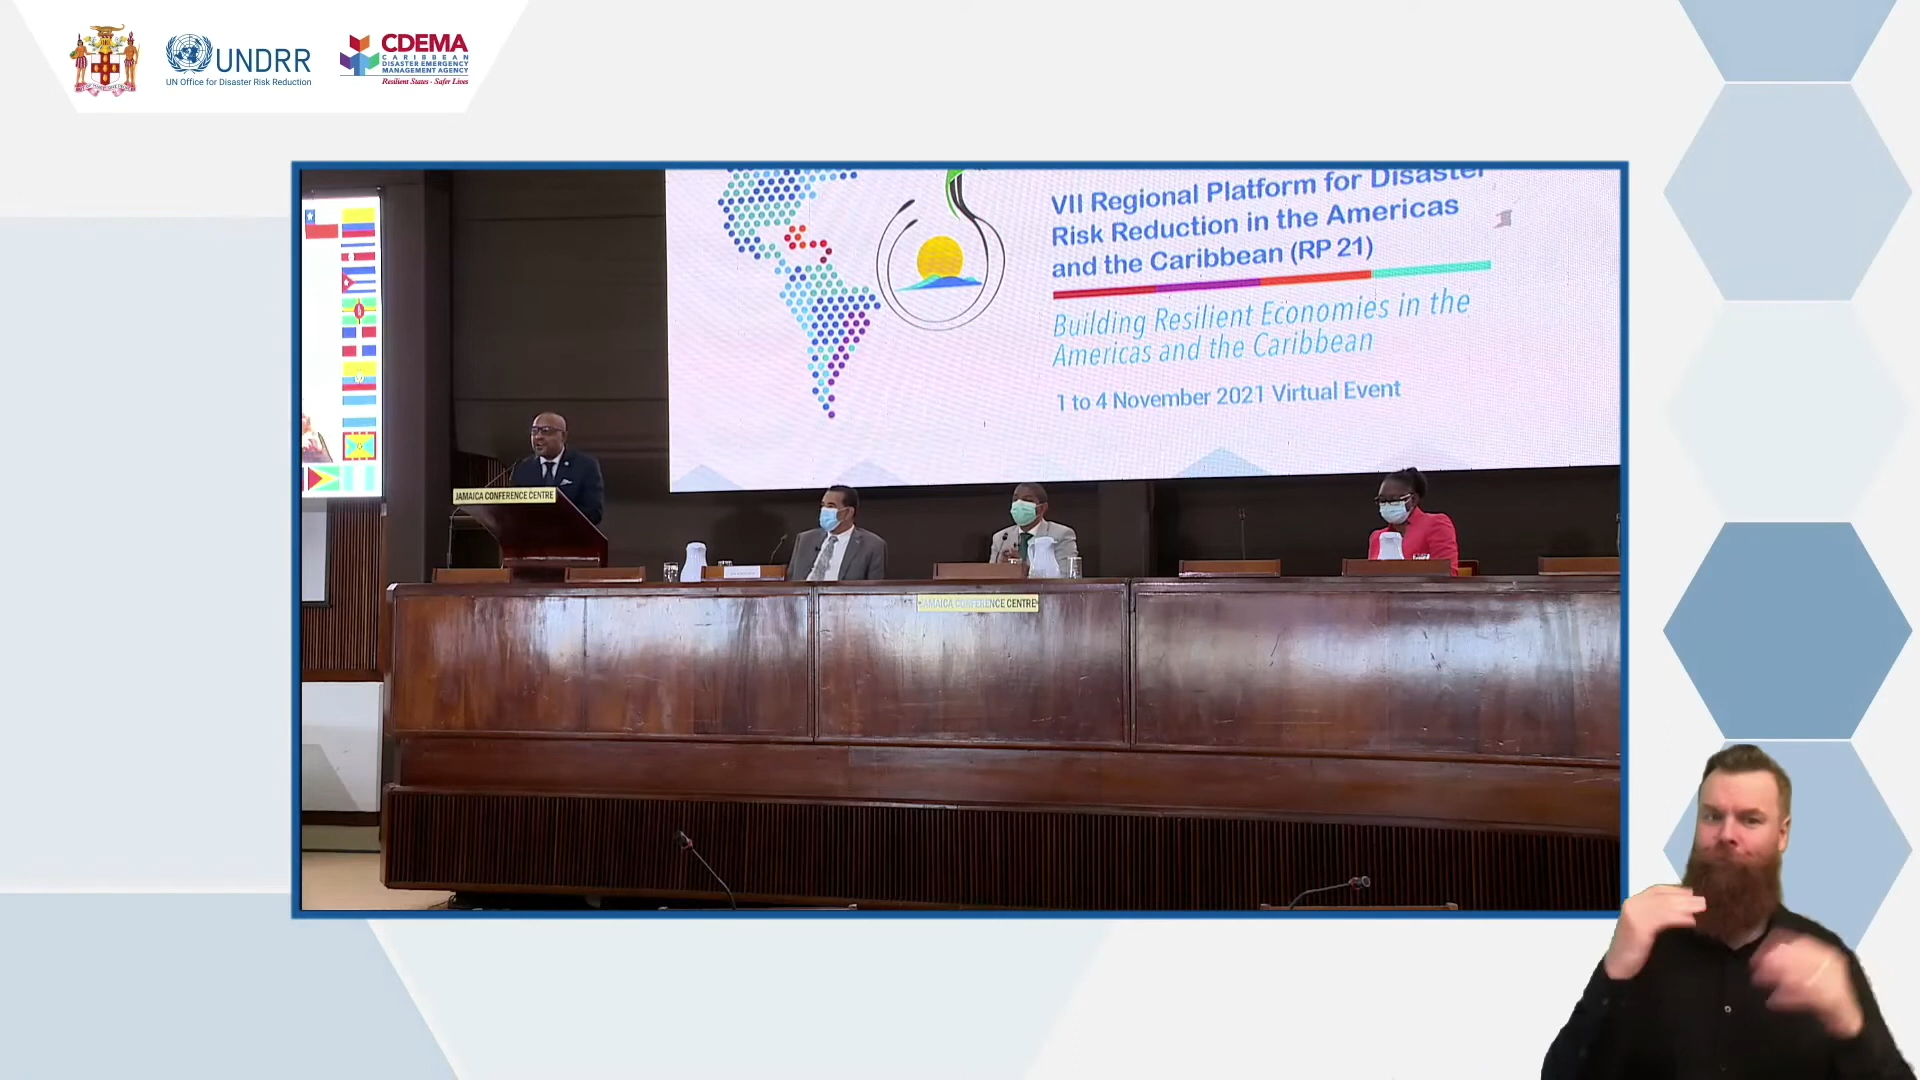 UNDRR
UN Office for Disaster Risk Reduction
CDEMA
CARIBBEAN
DISASTER EMERGENCY
MANAGEMENT AGENCY
Resilient States - Safer Lives
VII Regional Platform for Disaster
Risk Reduction in the Americas
and the Caribbean (RP 21)
Building Resilient Economies in the
Americas and the Caribbean
1 to 4 November 2021 Virtual Event
JAMAICA CONFERENCE CENTRE
JAMAICA CONFERENCE CENTRE